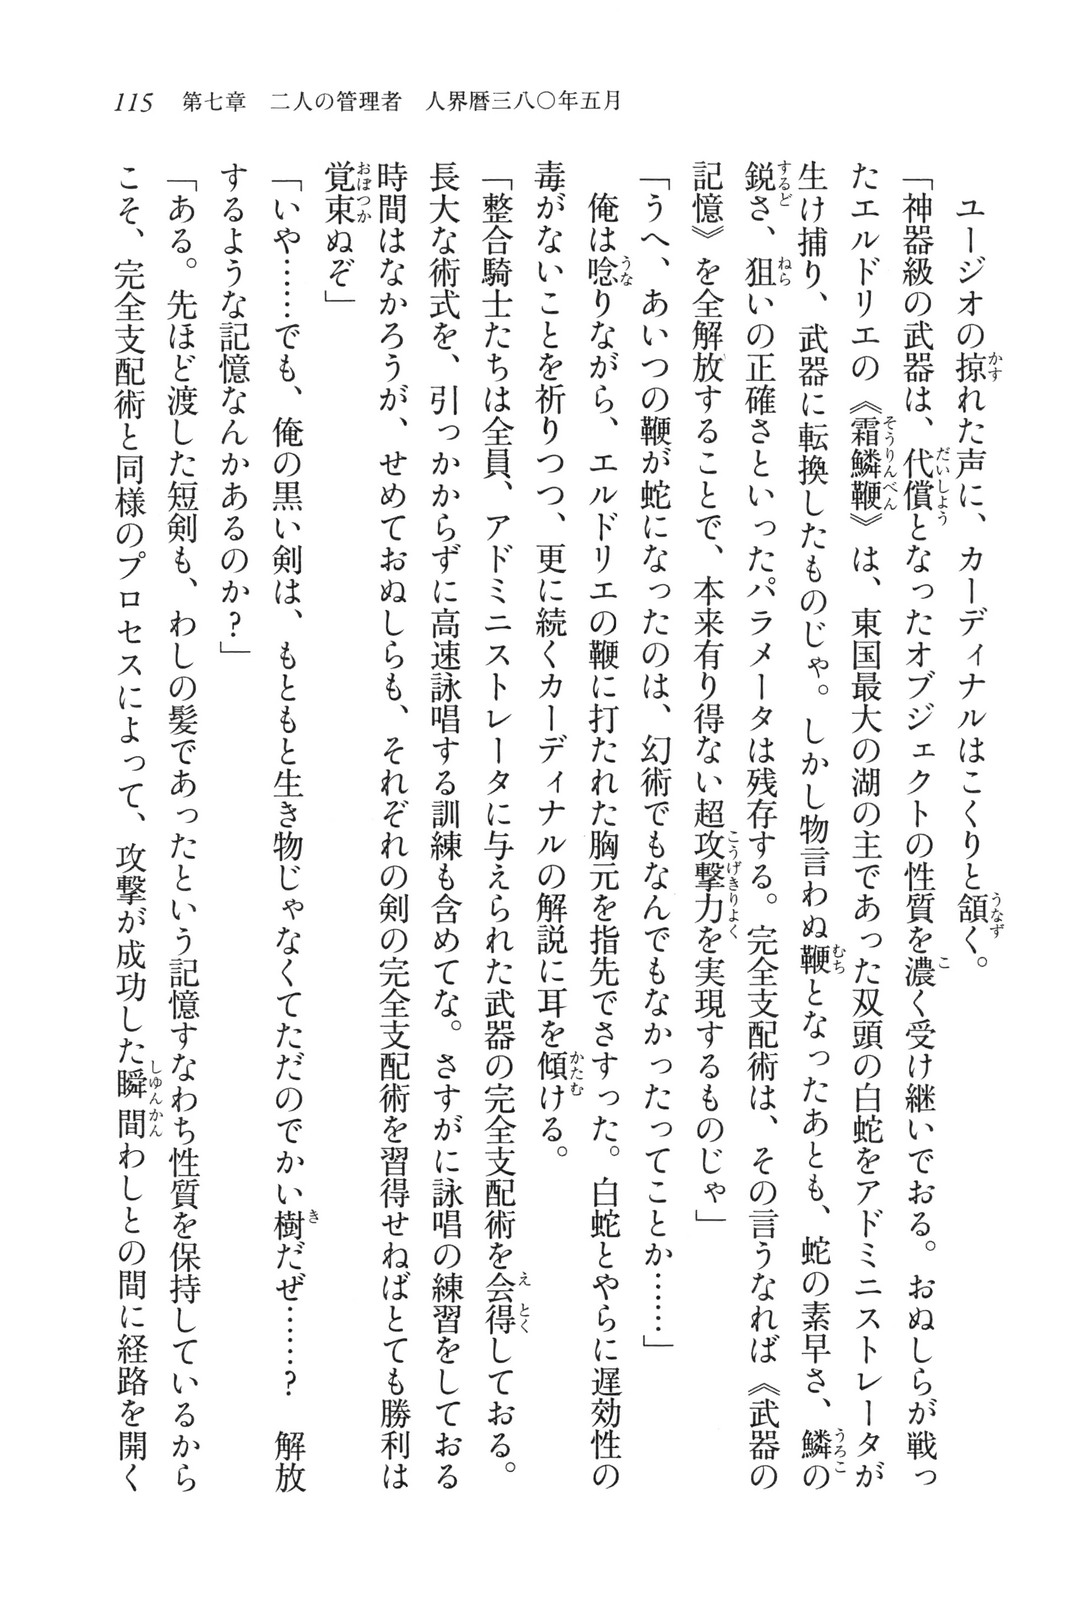 115　第七章　二人の管理者　人界暦三八〇年五月
　ユージオの掠れた声に、カーディナルはこくりと頷く。
「神器級の武器は、代償となったオブジェクトの性質を濃く受け継いでおる。おぬしらが戦っ
たエルドリエの《霜鱗鞭》は、東国最大の湖の主であった双頭の白蛇をアドミニストレータが
生け捕り、武器に転換したものじゃ。しかし物言わぬ鞭となったあとも、蛇の素早さ、鱗の
鋭さ、狙いの正確さといったパラメータは残存する。完全支配術は、その言うなれば《武器の
記憶》を全解放することで、本来有り得ない超攻撃力を実現するものじゃ」
「うへ、あいつの鞭が蛇になったのは、幻術でもなんでもなかったってことか……」
　俺は唸りながら、エルドリエの鞭に打たれた胸元を指先でさすった。白蛇とやらに遅効性の
毒がないことを祈りつつ、更に続くカーディナルの解説に耳を傾ける。
「整合騎士たちは全員、アドミニストレータに与えられた武器の完全支配術を会得しておる。
長大な術式を、引っかからずに高速詠唱する訓練も含めてな。さすがに詠唱の練習をしておる
時間はなかろうが、せめておぬしらも、それぞれの剣の完全支配術を習得せねばとても勝利は
覚束ぬぞ」
「いや……でも、俺の黒い剣は、もともと生き物じゃなくてただのでかい樹だぜ……？　解放
するような記憶なんかあるのか？」
「ある。先ほど渡した短剣も、わしの髪であったという記憶すなわち性質を保持しているから
こそ、完全支配術と同様のプロセスによって、攻撃が成功した瞬間わしとの間に経路を開く